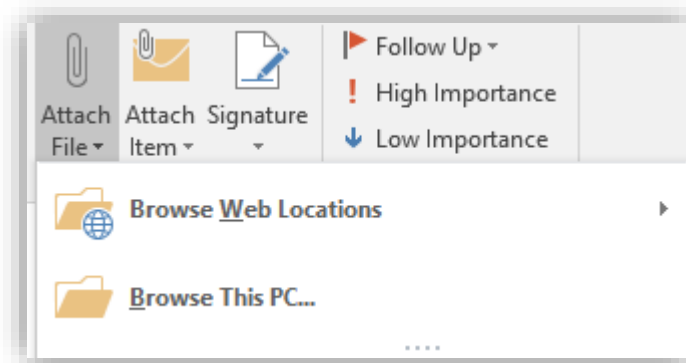 Attach File
Attach Item
Signature
Follow Up
High Importance
Low Importance
Browse Web Locations
Browse This PC...